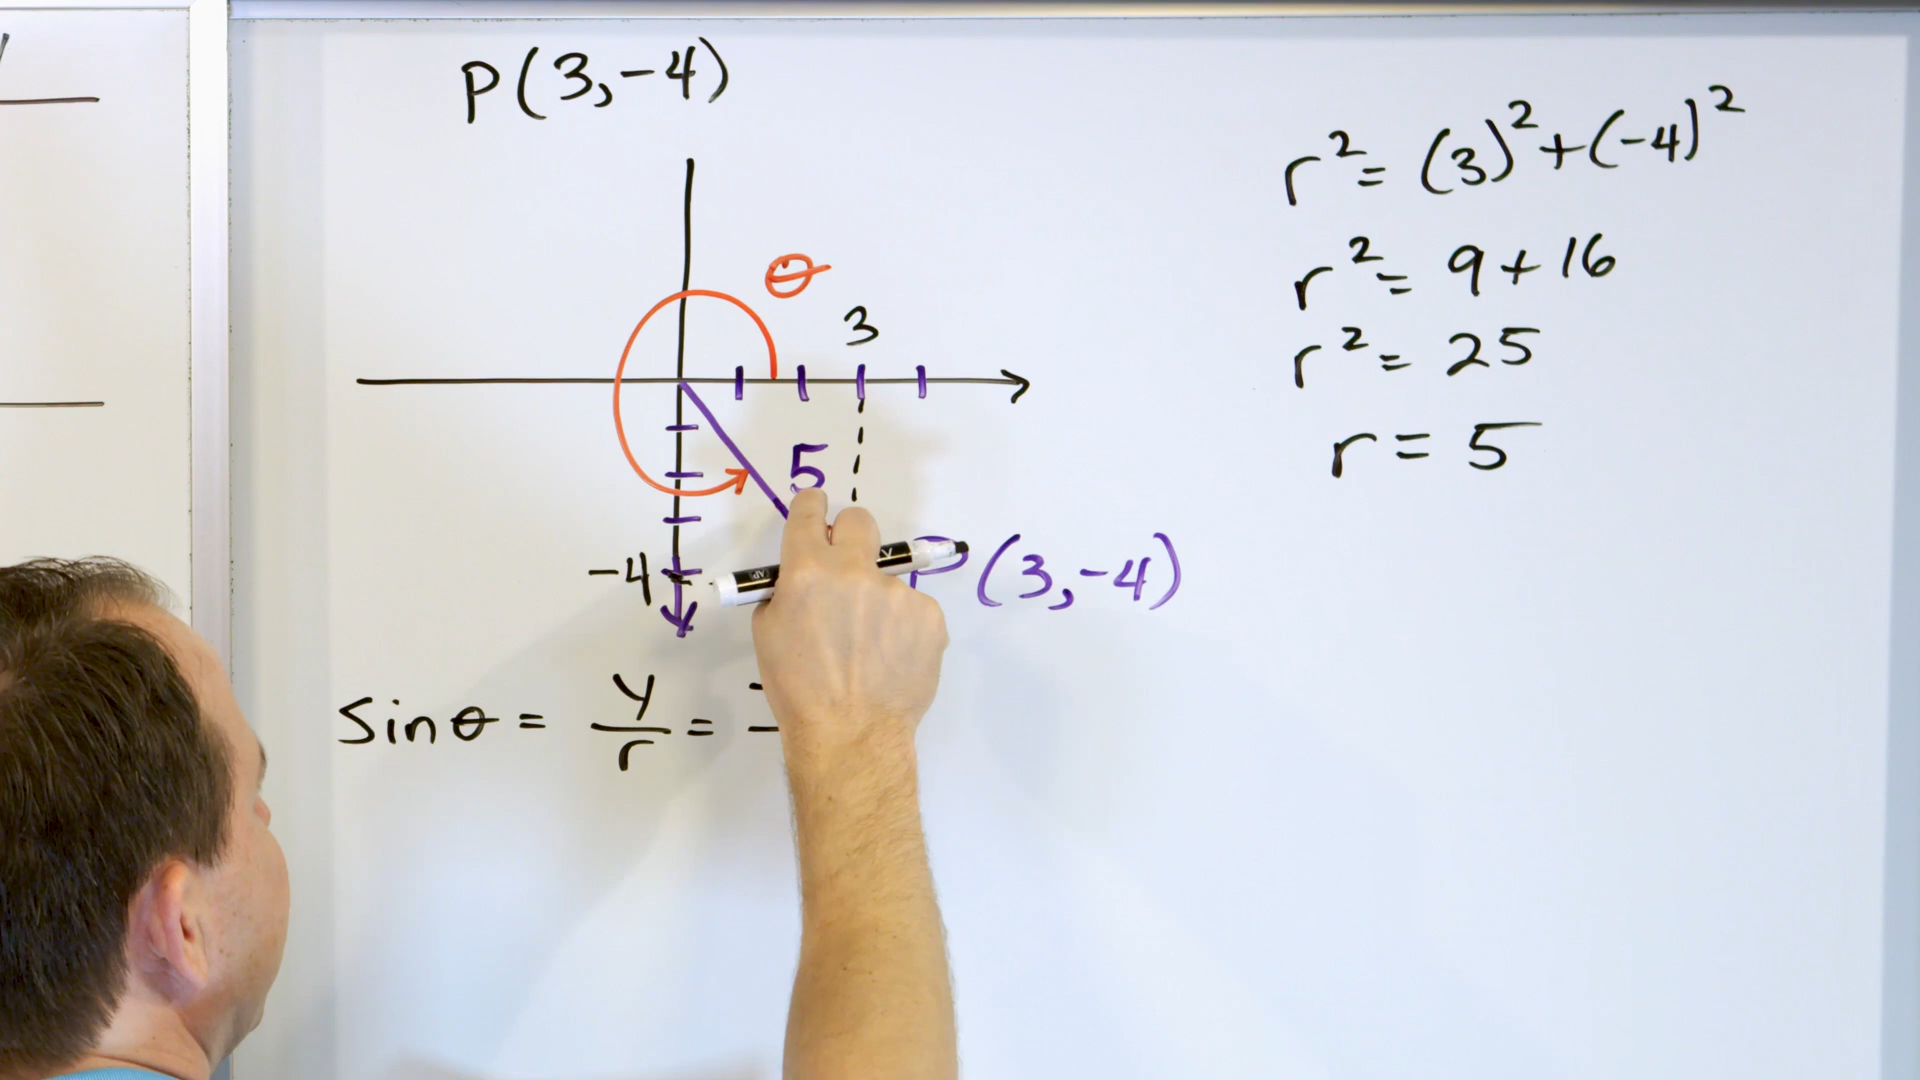 P(3,-4)
r² = (3)² + (-4)²
r² = 9 + 16
r² = 25
r = 5
θ
3
5
-4
P(3,-4)
Sin θ = y/r =